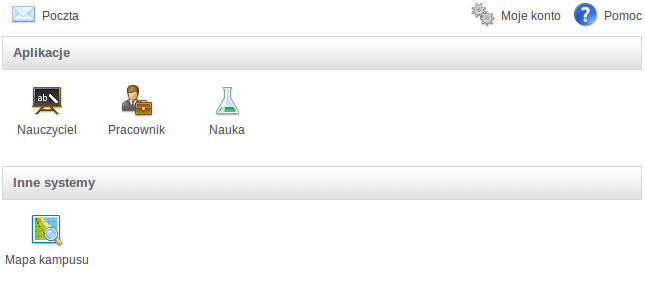 Poczta
Moje konto
Pomoc
Aplikacje
ab
Nauczyciel
Pracownik
Nauka
Inne systemy
Mapa kampusu